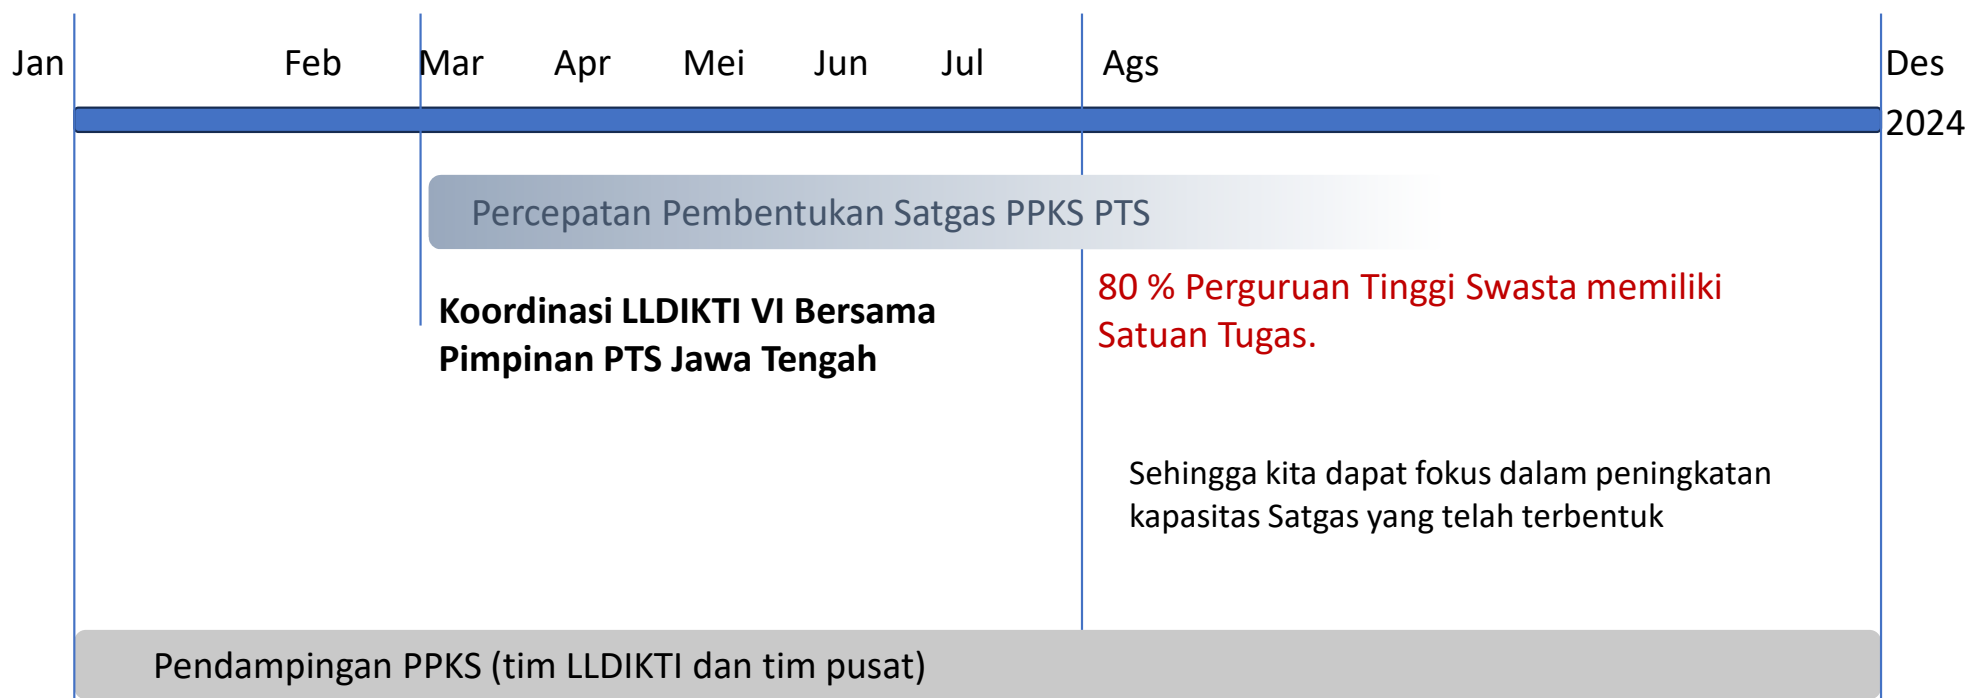 Jan Feb Mar Apr Mei Jun Jul Ags Des
2024
Percepatan Pembentukan Satgas PPKS PTS
Koordinasi LLDIKTI VI Bersama
Pimpinan PTS Jawa Tengah
80 % Perguruan Tinggi Swasta memiliki
Satuan Tugas.
Sehingga kita dapat fokus dalam peningkatan
kapasitas Satgas yang telah terbentuk
Pendampingan PPKS (tim LLDIKTI dan tim pusat)